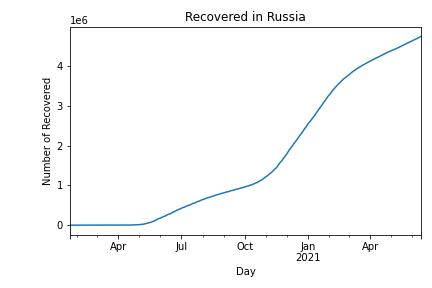 Recovered in Russia
1e6
Number of Recovered
4
3
2
1
0
Apr
Jul
Oct
Jan
2021
Apr
Day